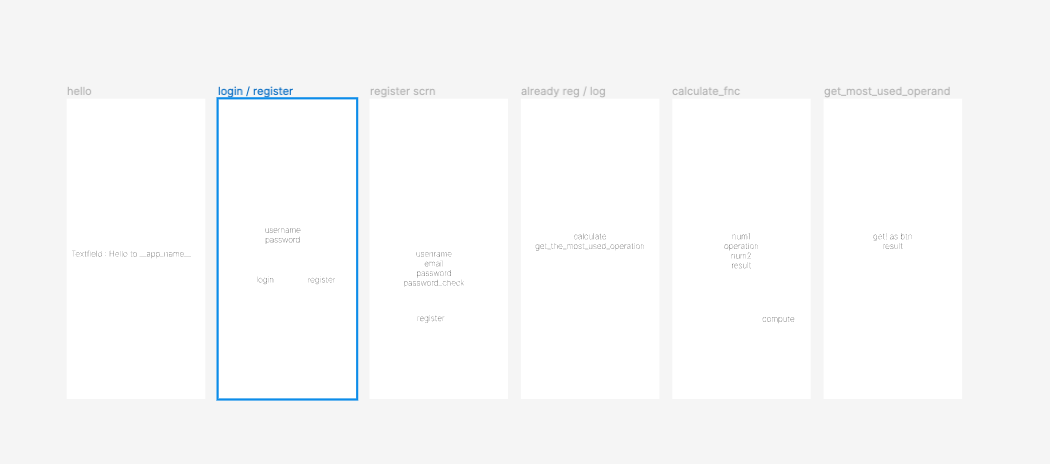 hello
login / register
register scrn
already reg / log
calculate_fnc
get_most_used_operand
Textfield : Hello to __app_name__
username
password
login
register
username
email
password
password_check
register
calculate
get_the_most_used_operation
num1
operation
num2
result
compute
get( as btn
result